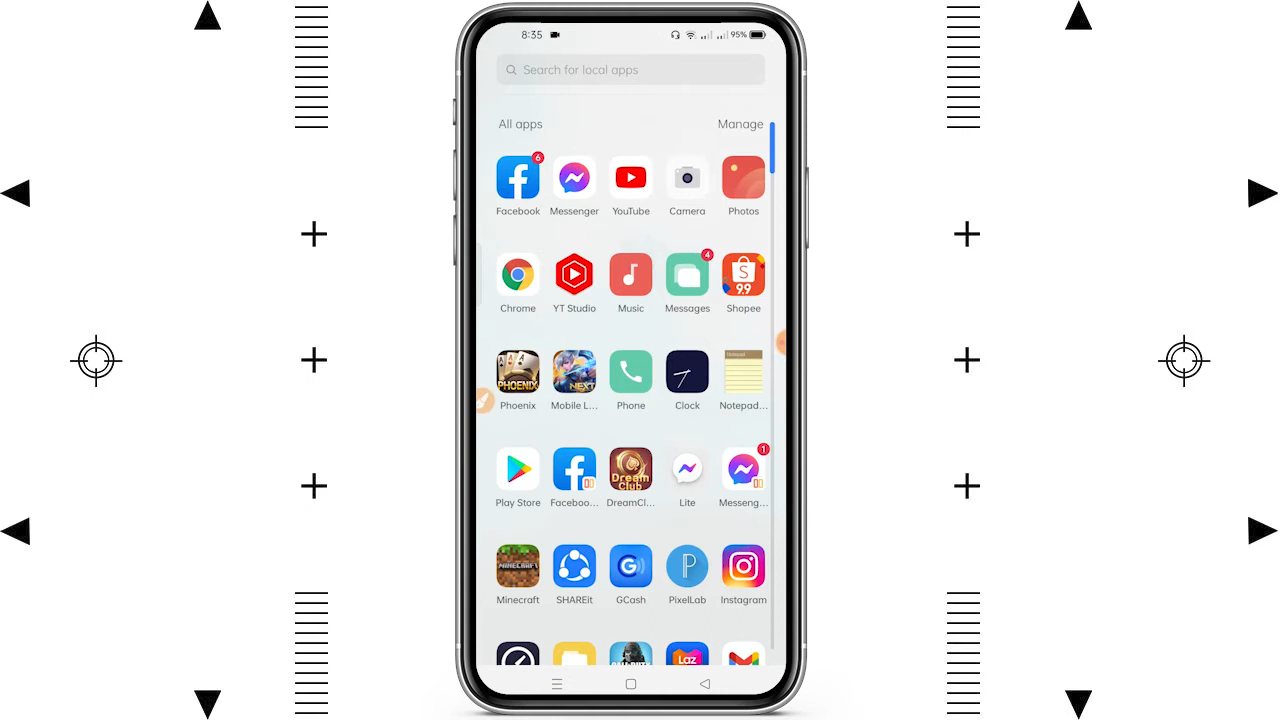 8:35 95%
Search for local apps
All apps Manage
6
Facebook Messenger YouTube Camera Photos
4 S 9.9
Chrome YT Studio Music Messages Shopee
A A A PHOENIX NEXT Notepad
Phoenix Mobile L... Phone Clock Notepad...
Dream Club 1
Play Store Faceboo... DreamCl... Lite Messeng...
MINECRAFT G P
Minecraft SHAREit GCash PixelLab Instagram
Laz